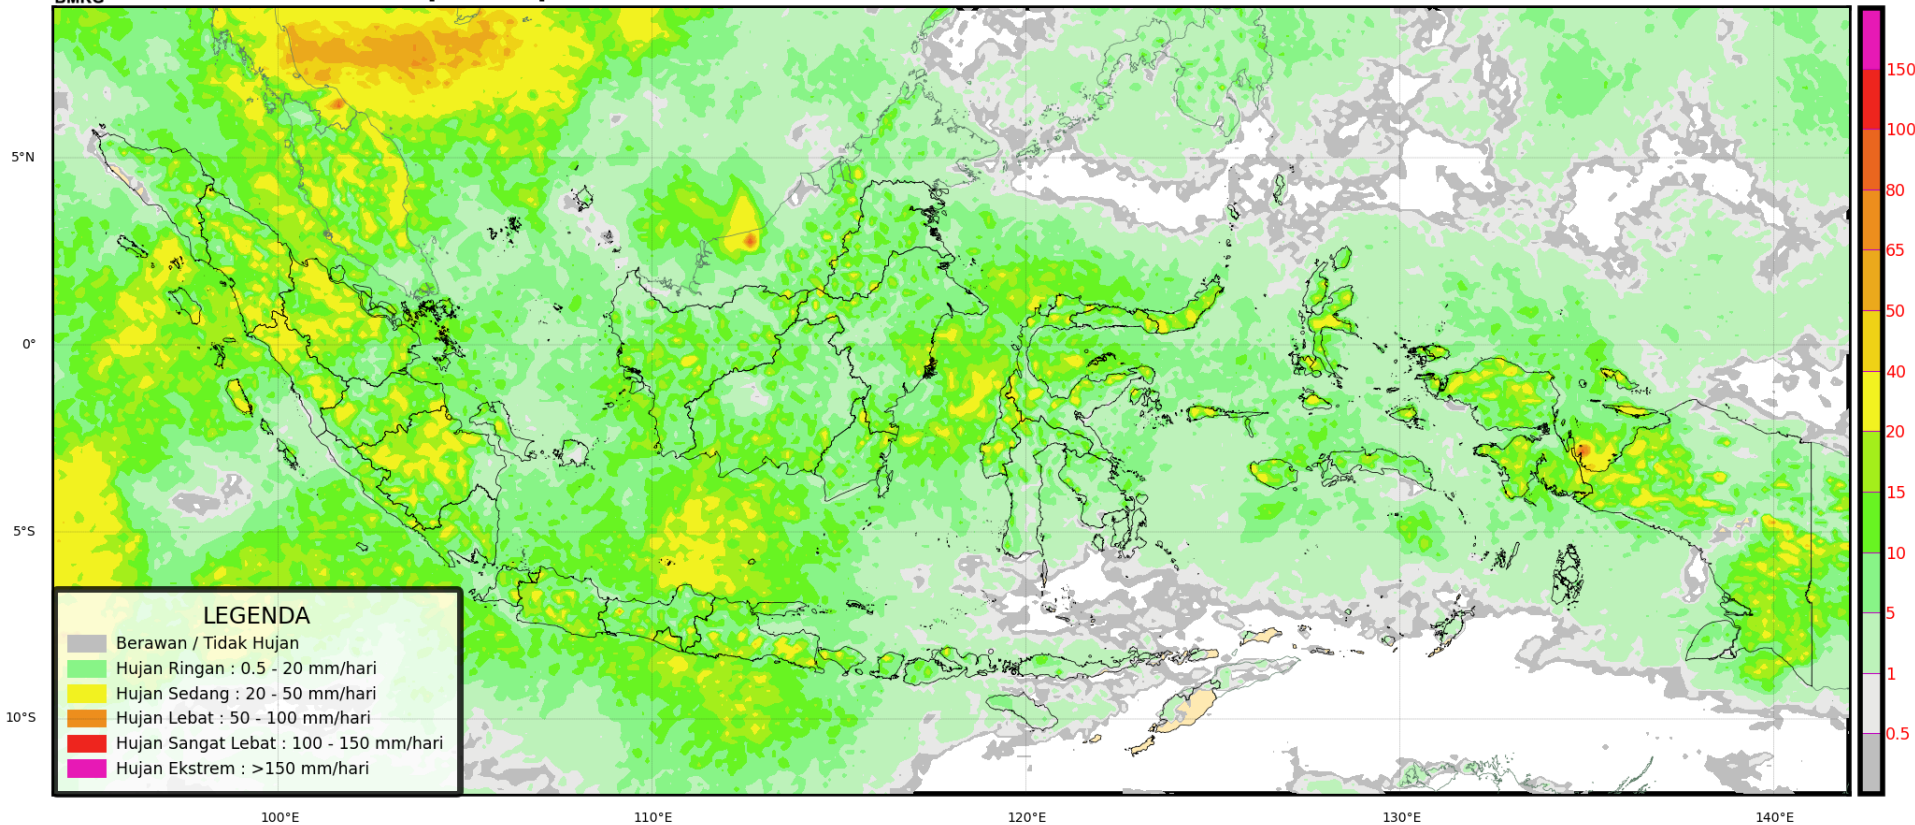 BMKG
5°N
0°
5°S
10°S
100°E
110°E
120°E
130°E
140°E
LEGENDA
Berawan / Tidak Hujan
Hujan Ringan : 0.5 - 20 mm/hari
Hujan Sedang : 20 - 50 mm/hari
Hujan Lebat : 50 - 100 mm/hari
Hujan Sangat Lebat : 100 - 150 mm/hari
Hujan Ekstrem : >150 mm/hari
150
100
80
65
50
40
20
15
10
5
1
0.5